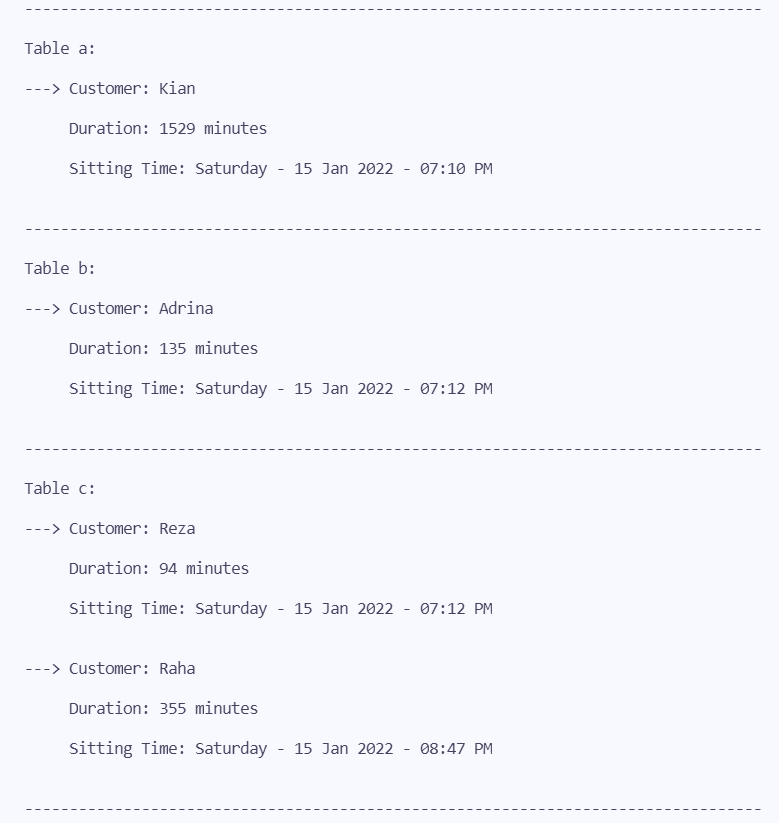 --------------------------------------------------------------------------------
Table a:
---> Customer: Kian
Duration: 1529 minutes
Sitting Time: Saturday - 15 Jan 2022 - 07:10 PM
--------------------------------------------------------------------------------
Table b:
---> Customer: Adrina
Duration: 135 minutes
Sitting Time: Saturday - 15 Jan 2022 - 07:12 PM
--------------------------------------------------------------------------------
Table c:
---> Customer: Reza
Duration: 94 minutes
Sitting Time: Saturday - 15 Jan 2022 - 07:12 PM
---> Customer: Raha
Duration: 355 minutes
Sitting Time: Saturday - 15 Jan 2022 - 08:47 PM
--------------------------------------------------------------------------------